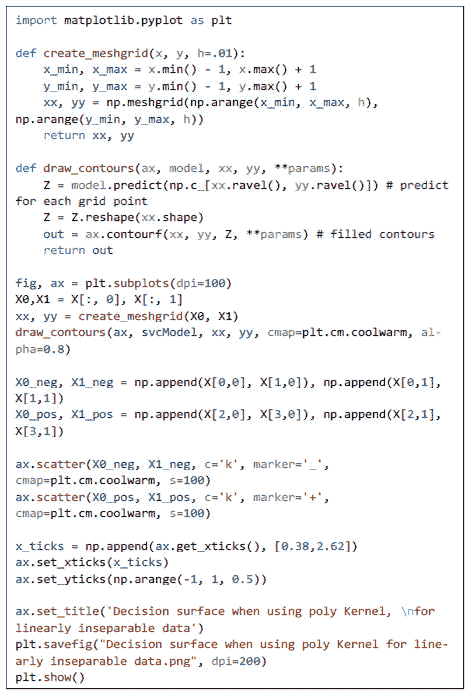 import matplotlib.pyplot as plt

def create_meshgrid(x, y, h=.01):
    x_min, x_max = x.min() - 1, x.max() + 1
    y_min, y_max = y.min() - 1, y.max() + 1
    xx, yy = np.meshgrid(np.arange(x_min, x_max, h),
np.arange(y_min, y_max, h))
    return xx, yy

def draw_contours(ax, model, xx, yy, **params):
    Z = model.predict(np.c_[xx.ravel(), yy.ravel()]) # predict
for each grid point
    Z = Z.reshape(xx.shape)
    out = ax.contourf(xx, yy, Z, **params) # filled contours
    return out

fig, ax = plt.subplots(dpi=100)
X0,X1 = X[:, 0], X[:, 1]
xx, yy = create_meshgrid(X0, X1)
draw_contours(ax, svcModel, xx, yy, cmap=plt.cm.coolwarm, al-
pha=0.8)

X0_neg, X1_neg = np.append(X[0,0], X[1,0]), np.append(X[0,1],
X[1,1])
X0_pos, X1_pos = np.append(X[2,0], X[3,0]), np.append(X[2,1],
X[3,1])

ax.scatter(X0_neg, X1_neg, c='k', marker='_',
cmap=plt.cm.coolwarm, s=100)
ax.scatter(X0_pos, X1_pos, c='k', marker='+',
cmap=plt.cm.coolwarm, s=100)

x_ticks = np.append(ax.get_xticks(), [0.38,2.62])
ax.set_xticks(x_ticks)
ax.set_yticks(np.arange(-1, 1, 0.5))

ax.set_title('Decision surface when using poly Kernel, \nfor
linearly inseparable data')
plt.savefig("Decision surface when using poly Kernel for line-
arly inseparable data.png", dpi=200)
plt.show()